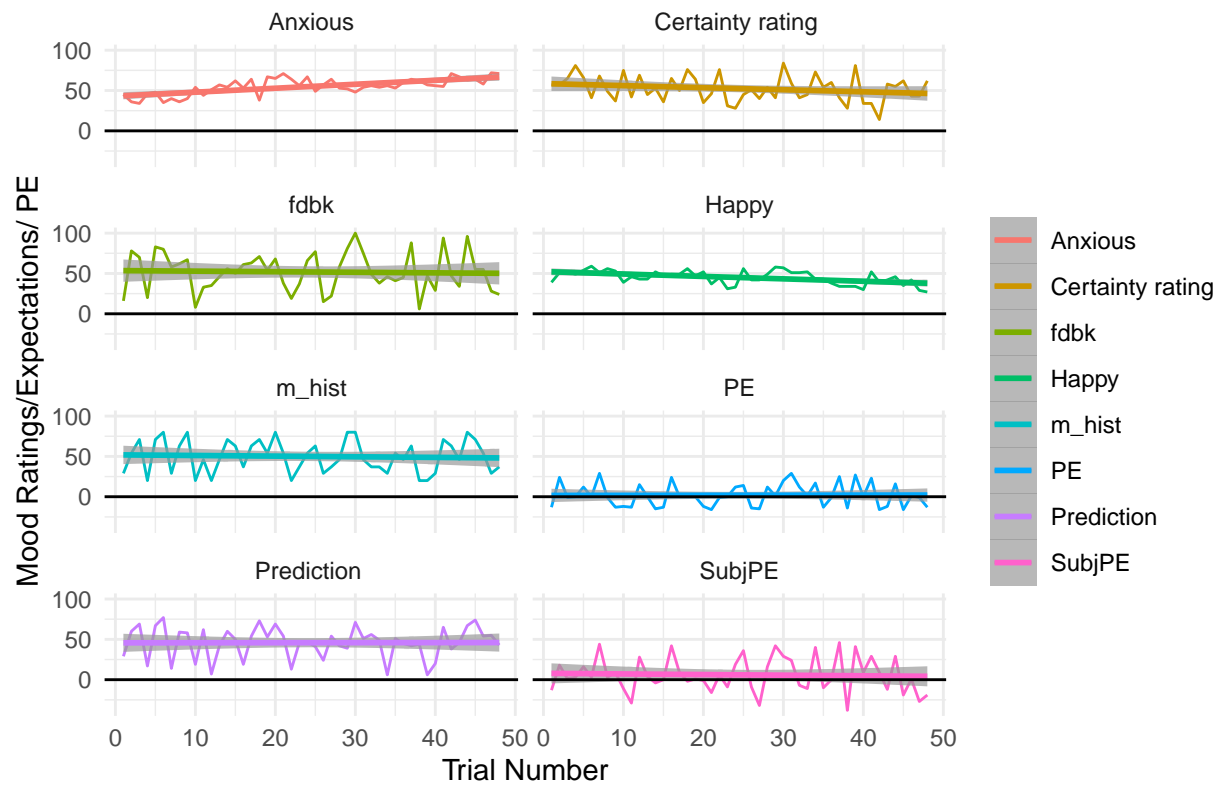 Anxious
Certainty rating
100
50
0
fdbk
Happy
100
50
0
m_hist
PE
100
50
0
Prediction
SubjPE
100
50
0
0 10 20 30 40 50 0 10 20 30 40 50
Trial Number
Mood Ratings/Expectations/ PE
Anxious
Certainty rating
fdbk
Happy
m_hist
PE
Prediction
SubjPE